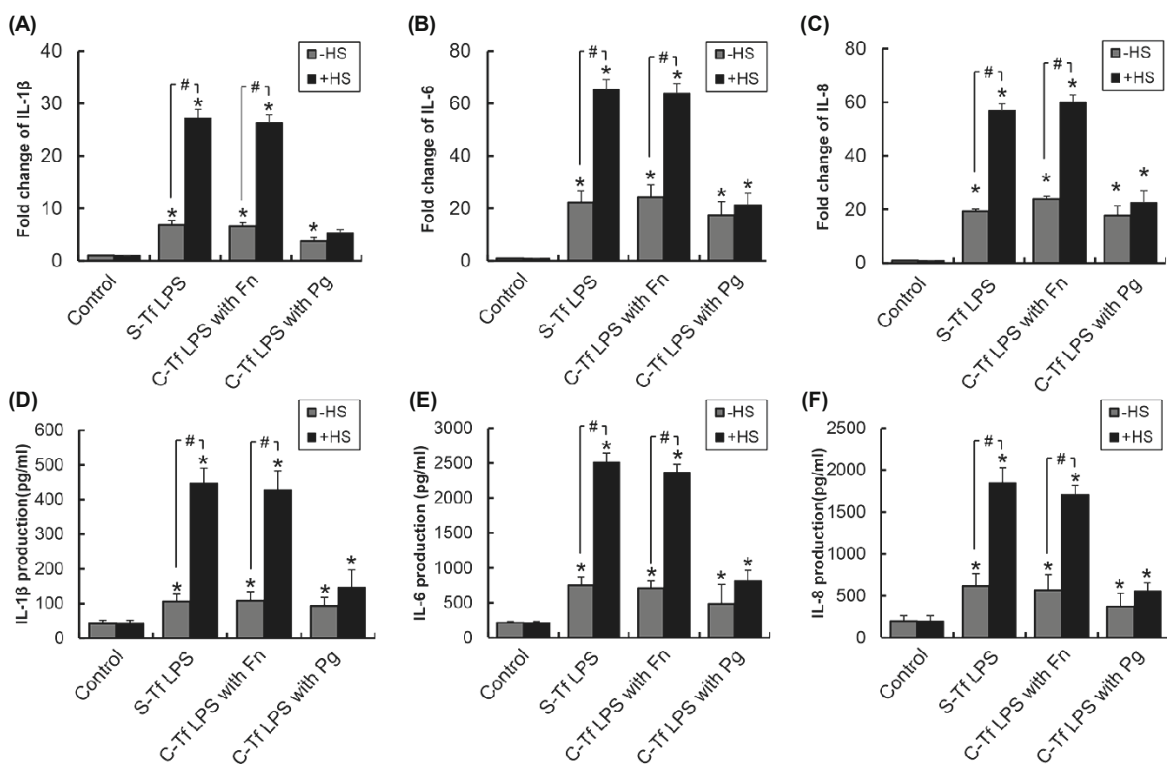 (A)
Fold change of IL-1β
40
30
20
10
0
-HS
+HS
#
#
*
*
*
*
*
Control
S-Tf LPS
C-Tf LPS with Fn
C-Tf LPS with Pg
(B)
Fold change of IL-6
80
60
40
20
0
-HS
+HS
#
#
*
*
*
*
*
*
Control
S-Tf LPS
C-Tf LPS with Fn
C-Tf LPS with Pg
(C)
Fold change of IL-8
80
60
40
20
0
-HS
+HS
#
#
*
*
*
*
*
*
Control
S-Tf LPS
C-Tf LPS with Fn
C-Tf LPS with Pg
(D)
IL-1β production(pg/ml)
600
500
400
300
200
100
0
-HS
+HS
#
#
*
*
*
*
*
*
Control
S-Tf LPS
C-Tf LPS with Fn
C-Tf LPS with Pg
(E)
IL-6 production (pg/ml)
3000
2500
2000
1500
1000
500
0
-HS
+HS
#
#
*
*
*
*
*
*
Control
S-Tf LPS
C-Tf LPS with Fn
C-Tf LPS with Pg
(F)
IL-8 production(pg/ml)
2500
2000
1500
1000
500
0
-HS
+HS
#
#
*
*
*
*
*
*
Control
S-Tf LPS
C-Tf LPS with Fn
C-Tf LPS with Pg